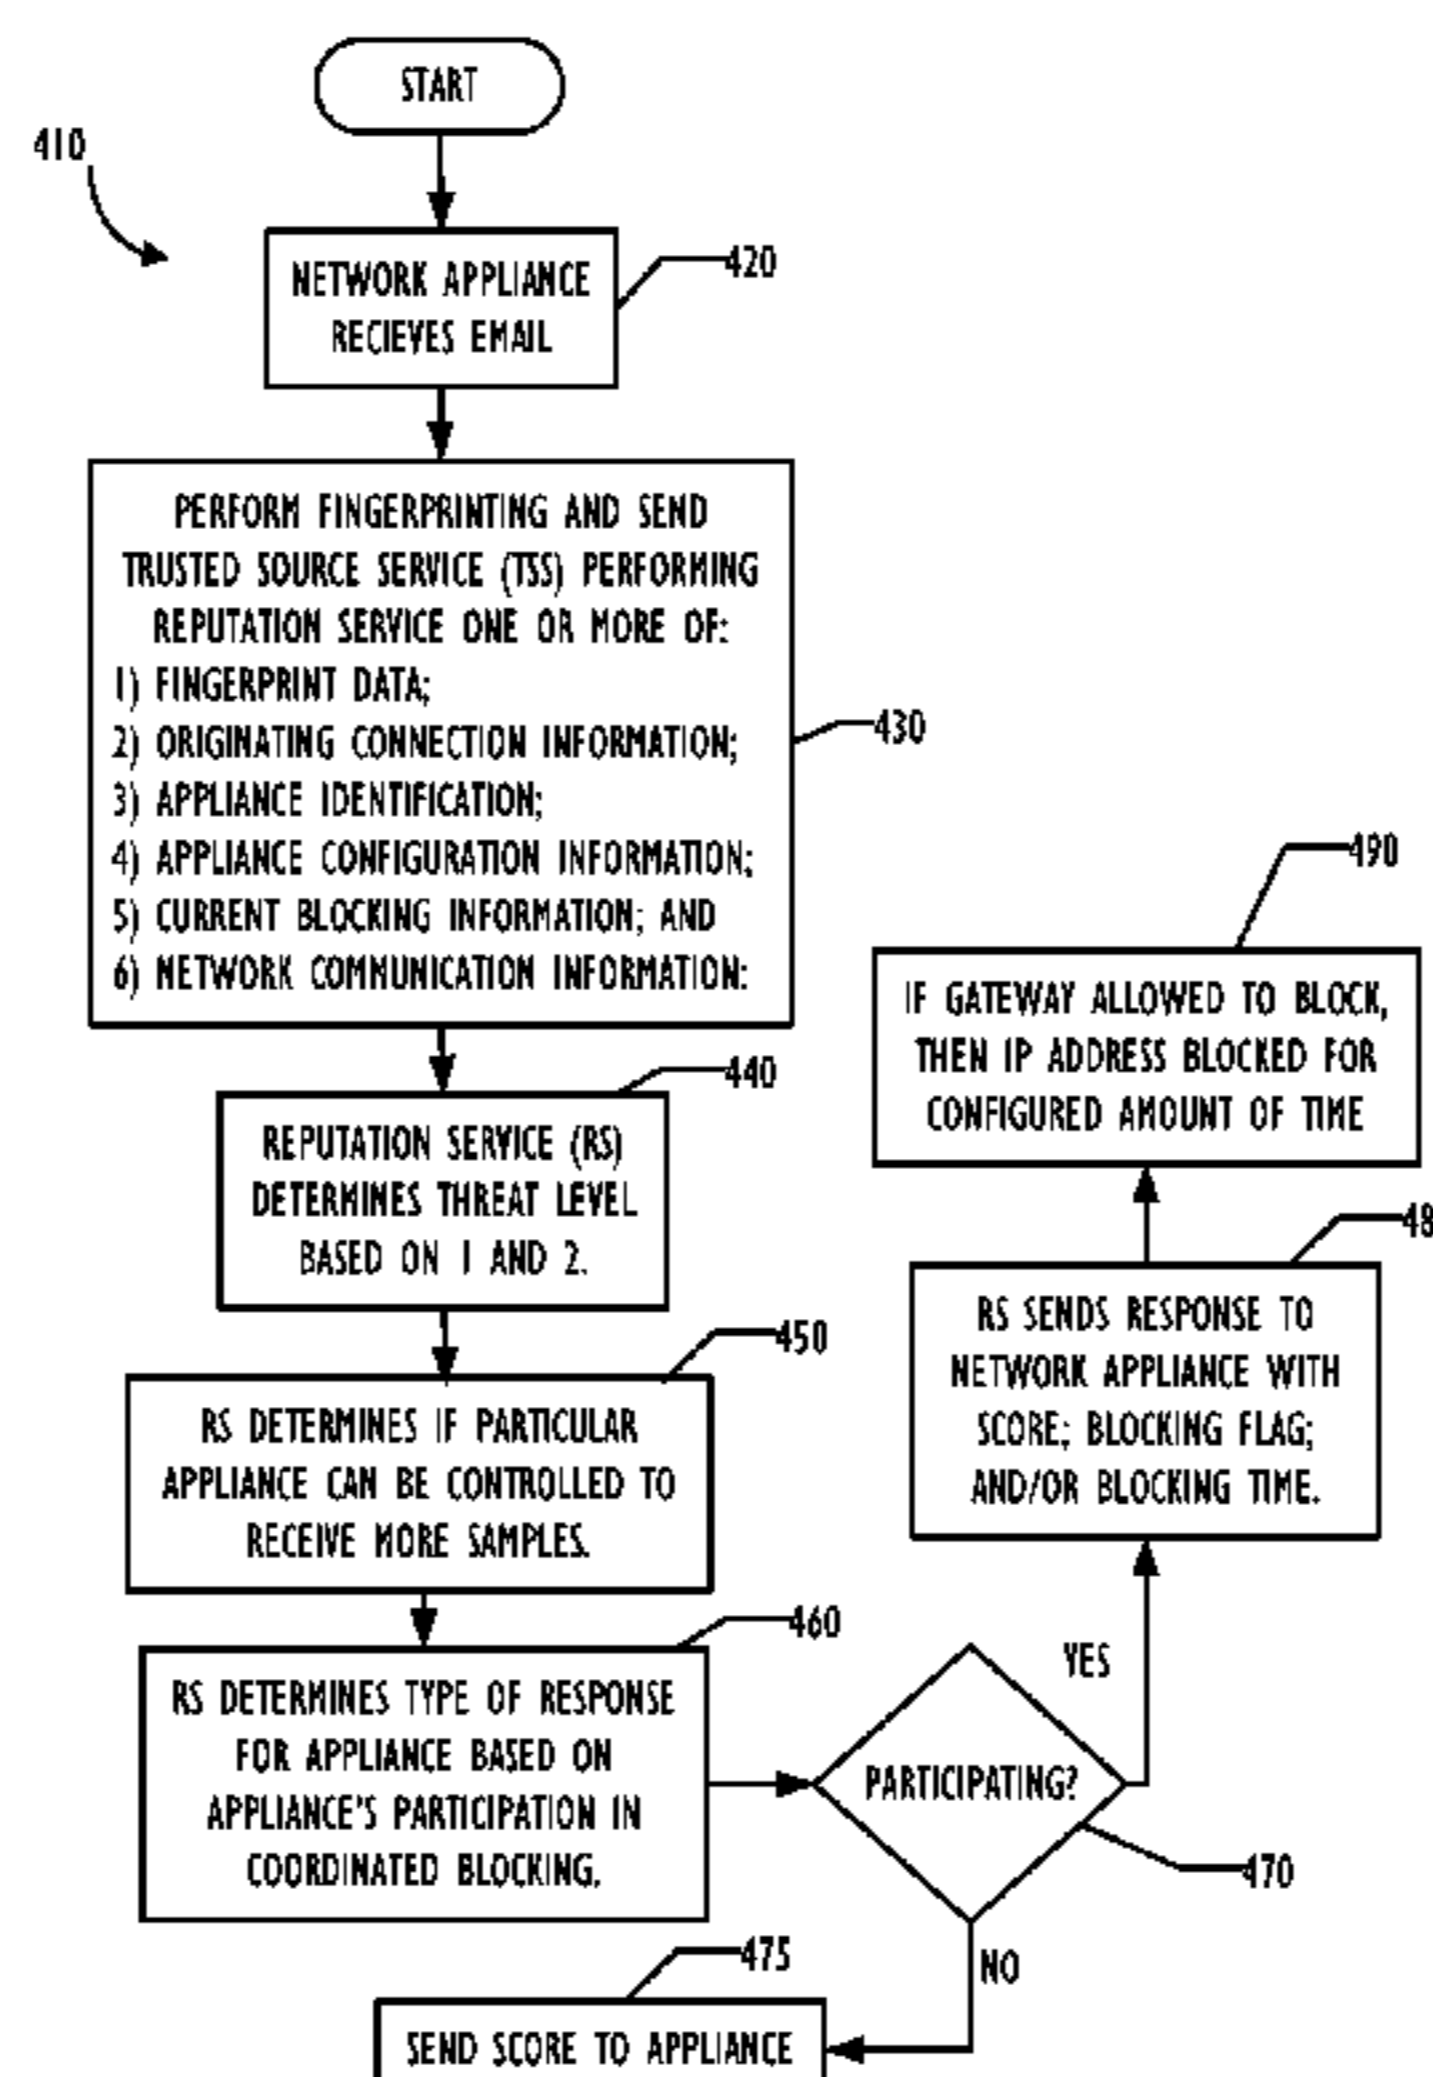 START
410
NETWORK APPLIANCE
RECIEVES EMAIL
420
PERFORM FINGERPRINTING AND SEND
TRUSTED SOURCE SERVICE (TSS) PERFORMING
REPUTATION SERVICE ONE OR MORE OF:
1) FINGERPRINT DATA;
2) ORIGINATING CONNECTION INFORMATION;
3) APPLIANCE IDENTIFICATION;
4) APPLIANCE CONFIGURATION INFORMATION;
5) CURRENT BLOCKING INFORMATION; AND
6) NETWORK COMMUNICATION INFORMATION.
430
440
REPUTATION SERVICE (RS)
DETERMINES THREAT LEVEL
BASED ON 1 AND 2.
450
RS DETERMINES IF PARTICULAR
APPLIANCE CAN BE CONTROLLED TO
RECEIVE MORE SAMPLES.
460
RS DETERMINES TYPE OF RESPONSE
FOR APPLIANCE BASED ON
APPLIANCE'S PARTICIPATION IN
COORDINATED BLOCKING.
PARTICIPATING?
470
YES
NO
475
SEND SCORE TO APPLIANCE
48
RS SENDS RESPONSE TO
NETWORK APPLIANCE WITH
SCORE; BLOCKING FLAG;
AND/OR BLOCKING TIME.
490
IF GATEWAY ALLOWED TO BLOCK,
THEN IP ADDRESS BLOCKED FOR
CONFIGURED AMOUNT OF TIME